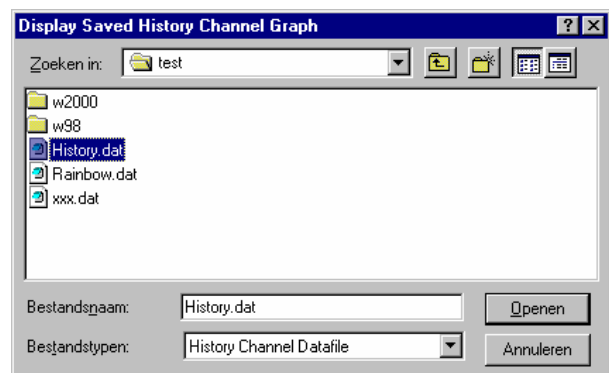 Display Saved History Channel Graph
Zoeken in: test
w2000
w98
History.dat
Rainbow.dat
xxx.dat
Bestandsnaam: History.dat Openen
Bestandstypen: History Channel Datafile Annuleren